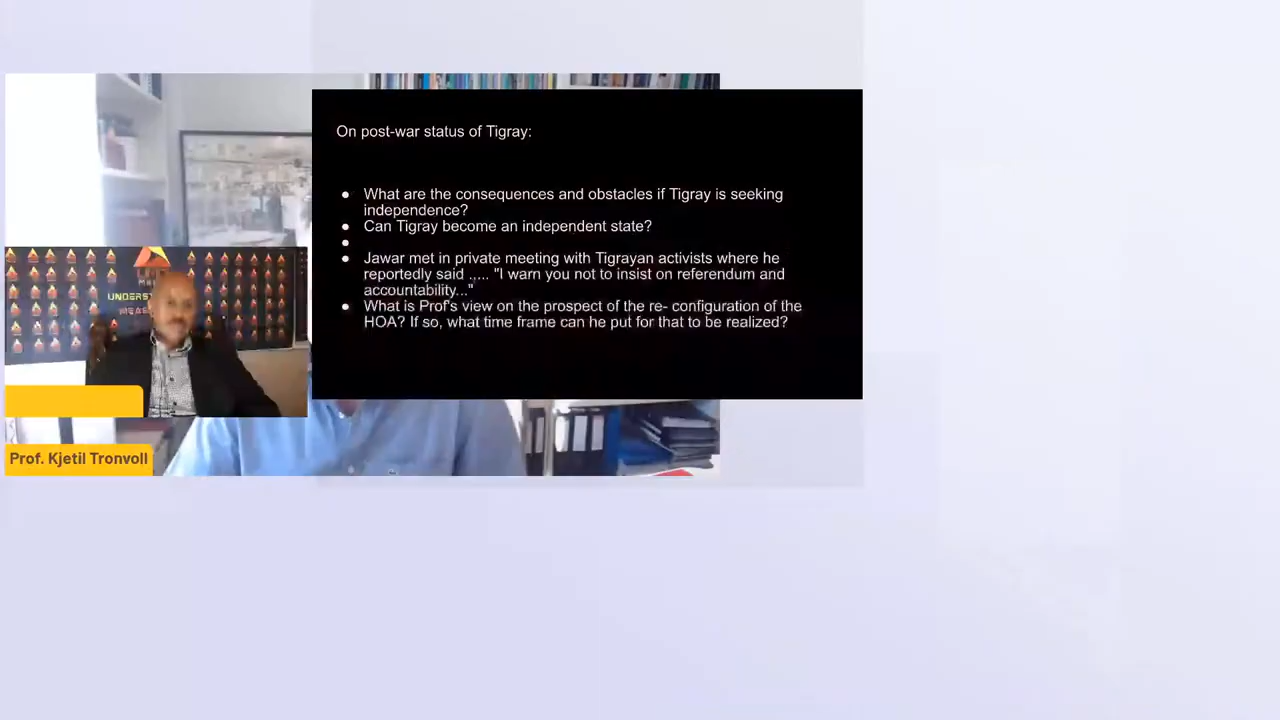 On post-war status of Tigray:
● What are the consequences and obstacles if Tigray is seeking
independence?
● Can Tigray become an independent state?
●
● Jawar met in private meeting with Tigrayan activists where he
reportedly said .,... "I warn you not to insist on referendum and
accountability..."
● What is Prof's view on the prospect of the re- configuration of the
HOA? If so, what time frame can he put for that to be realized?
Prof. Kjetil Tronvoll